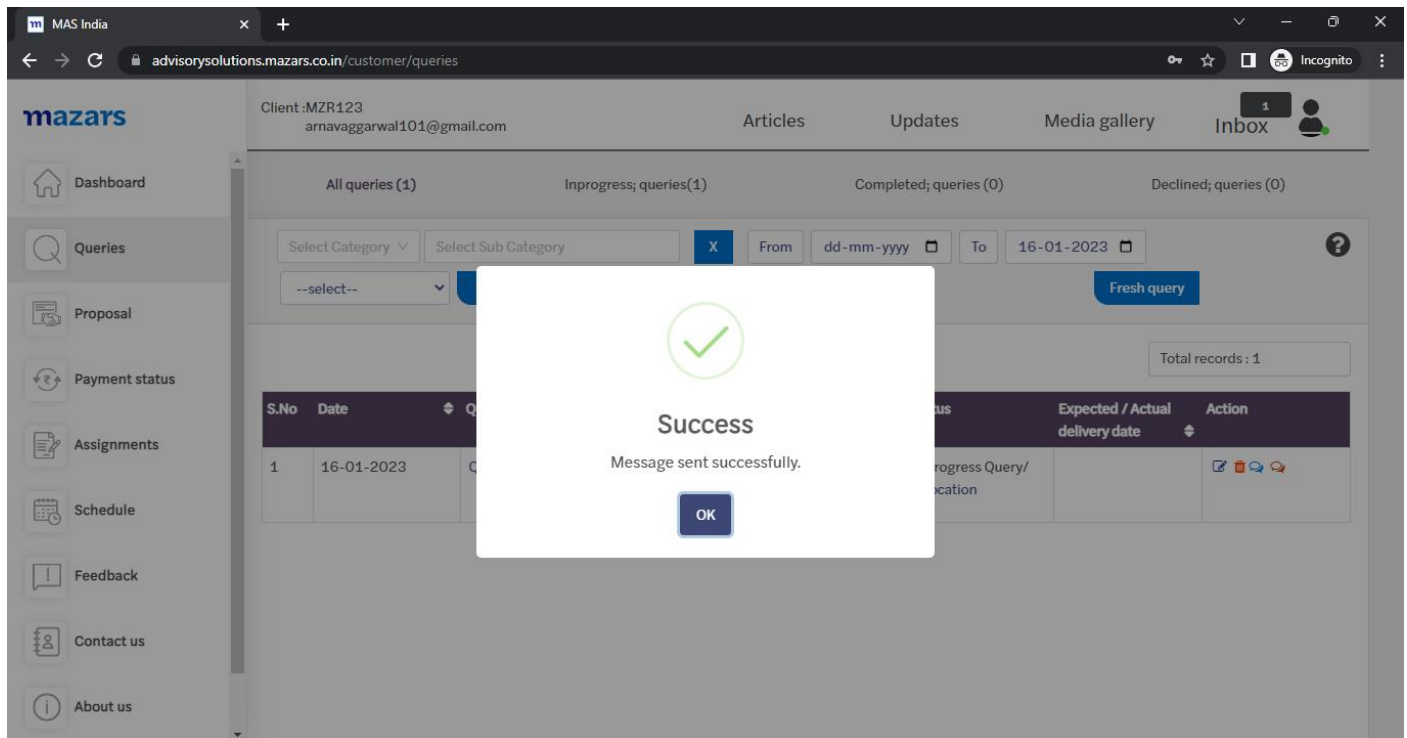 MAS India
advisorysolutions.mazars.co.in/customer/queries
Incognito
mazars
Client :MZR123
arnavaggarwal101@gmail.com
Articles
Updates
Media gallery
1
Inbox
Dashboard
All queries (1)
Inprogress; queries(1)
Completed; queries (0)
Declined; queries (0)
Queries
Select Category
Select Sub Category
X
From
dd-mm-yyyy
To
16-01-2023
--select--
Fresh query
Proposal
Total records : 1
Payment status
S.No
Date
Expected / Actual
delivery date
Action
Success
Assignments
1
16-01-2023
Message sent successfully.
OK
Schedule
Feedback
Contact us
About us